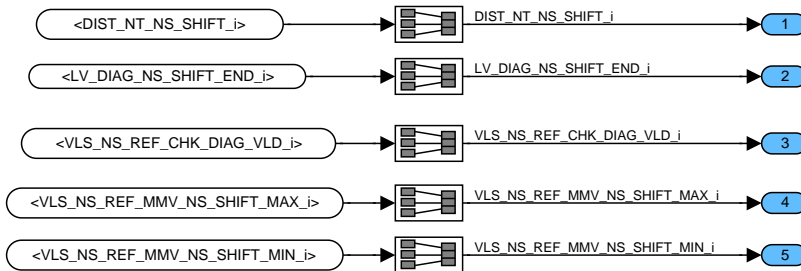 <DIST_NT_NS_SHIFT_i> DIST_NT_NS_SHIFT_i 1
<LV_DIAG_NS_SHIFT_END_i> LV_DIAG_NS_SHIFT_END_i 2
<VLS_NS_REF_CHK_DIAG_VLD_i> VLS_NS_REF_CHK_DIAG_VLD_i 3
<VLS_NS_REF_MMV_NS_SHIFT_MAX_i> VLS_NS_REF_MMV_NS_SHIFT_MAX_i 4
<VLS_NS_REF_MMV_NS_SHIFT_MIN_i> VLS_NS_REF_MMV_NS_SHIFT_MIN_i 5